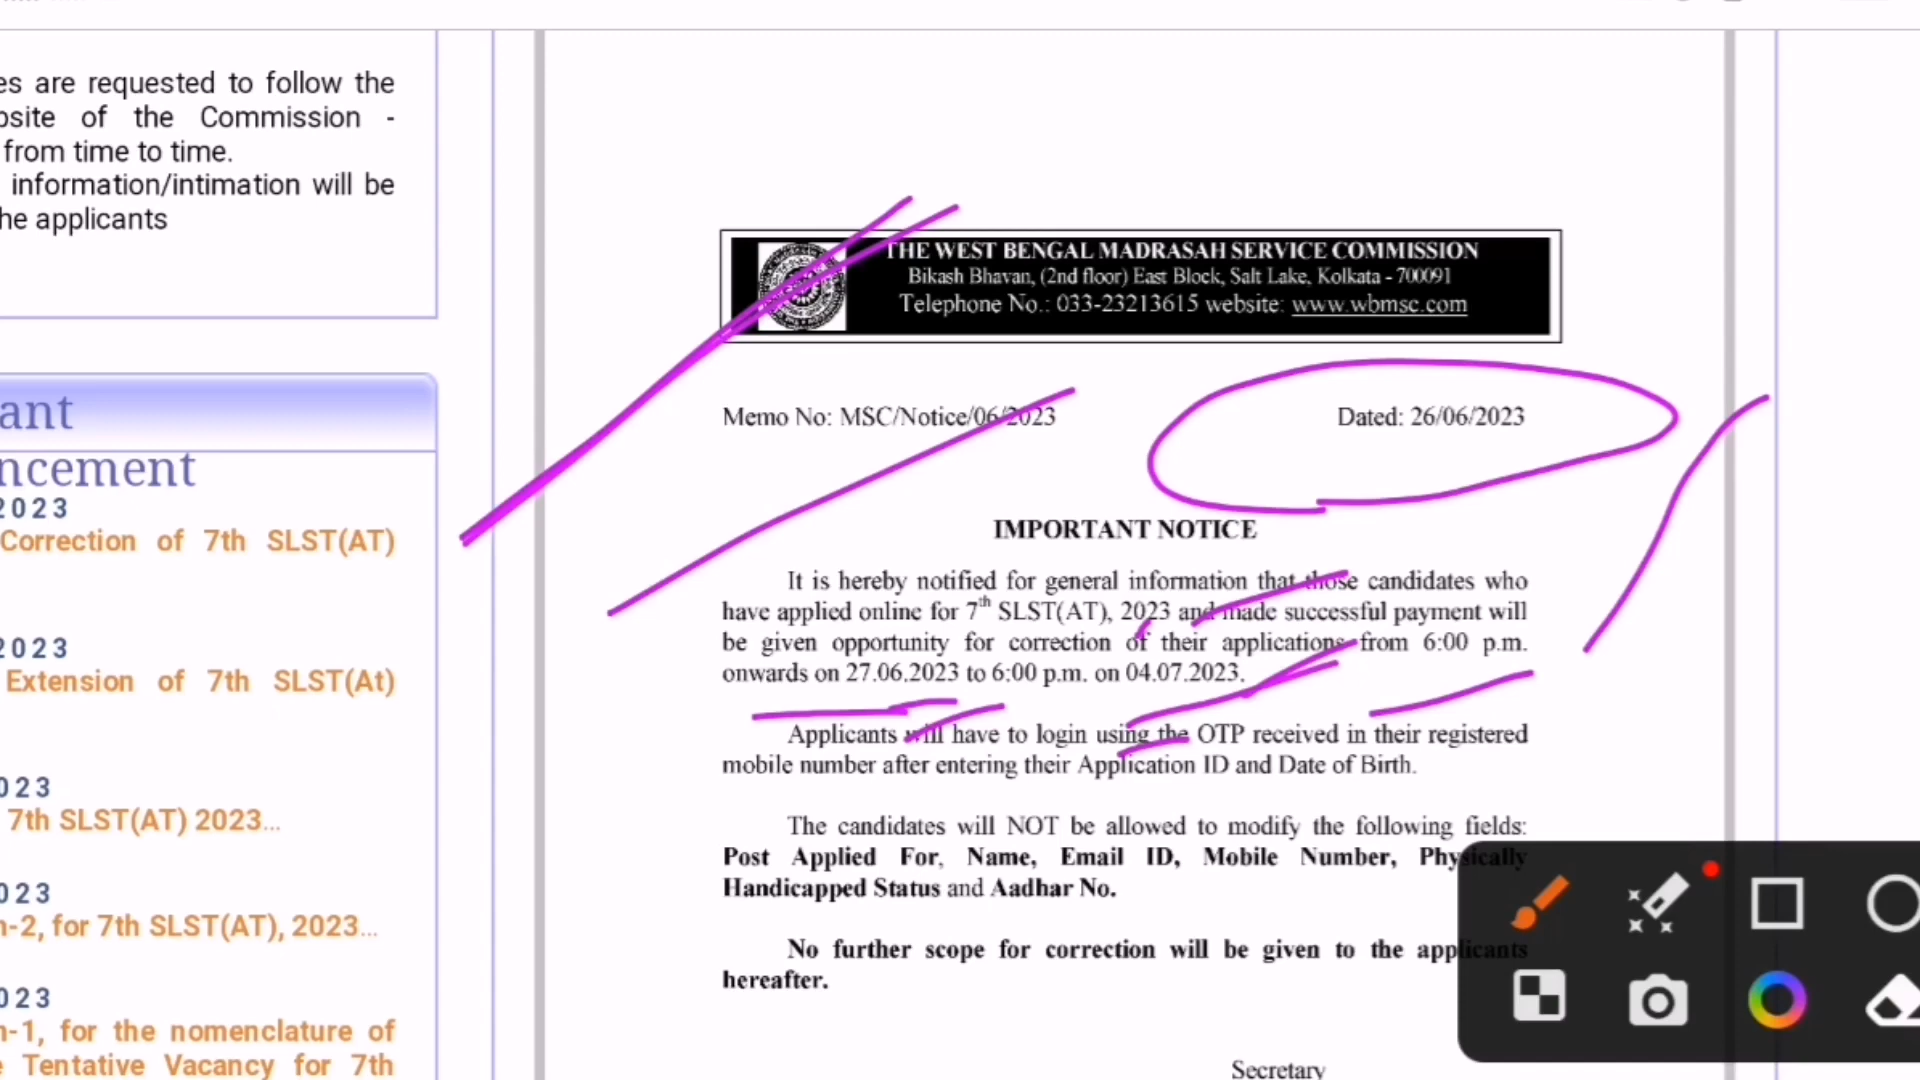 es are requested to follow the
bsite of the Commission -
from time to time.
information/intimation will be
he applicants
ant
ncement
2023
Correction of 7th SLST(AT)
2023
Extension of 7th SLST(At)
023
7th SLST(AT) 2023...
023
n-2, for 7th SLST(AT), 2023...
023
n-1, for the nomenclature of
e Tentative Vacancy for 7th
THE WEST BENGAL MADRASAH SERVICE COMMISSION
Bikash Bhavan, (2nd floor) East Block, Salt Lake, Kolkata - 700091
Telephone No.: 033-23213615 website: www.wbmsc.com
Memo No: MSC/Notice/06/2023 Dated: 26/06/2023
IMPORTANT NOTICE
It is hereby notified for general information that those candidates who
have applied online for 7th SLST(AT), 2023 and made successful payment will
be given opportunity for correction of their applications from 6:00 p.m.
onwards on 27.06.2023 to 6:00 p.m. on 04.07.2023.
Applicants will have to login using the OTP received in their registered
mobile number after entering their Application ID and Date of Birth.
The candidates will NOT be allowed to modify the following fields:
Post Applied For, Name, Email ID, Mobile Number, Physically
Handicapped Status and Aadhar No.
No further scope for correction will be given to the applicants
hereafter.
Secretary